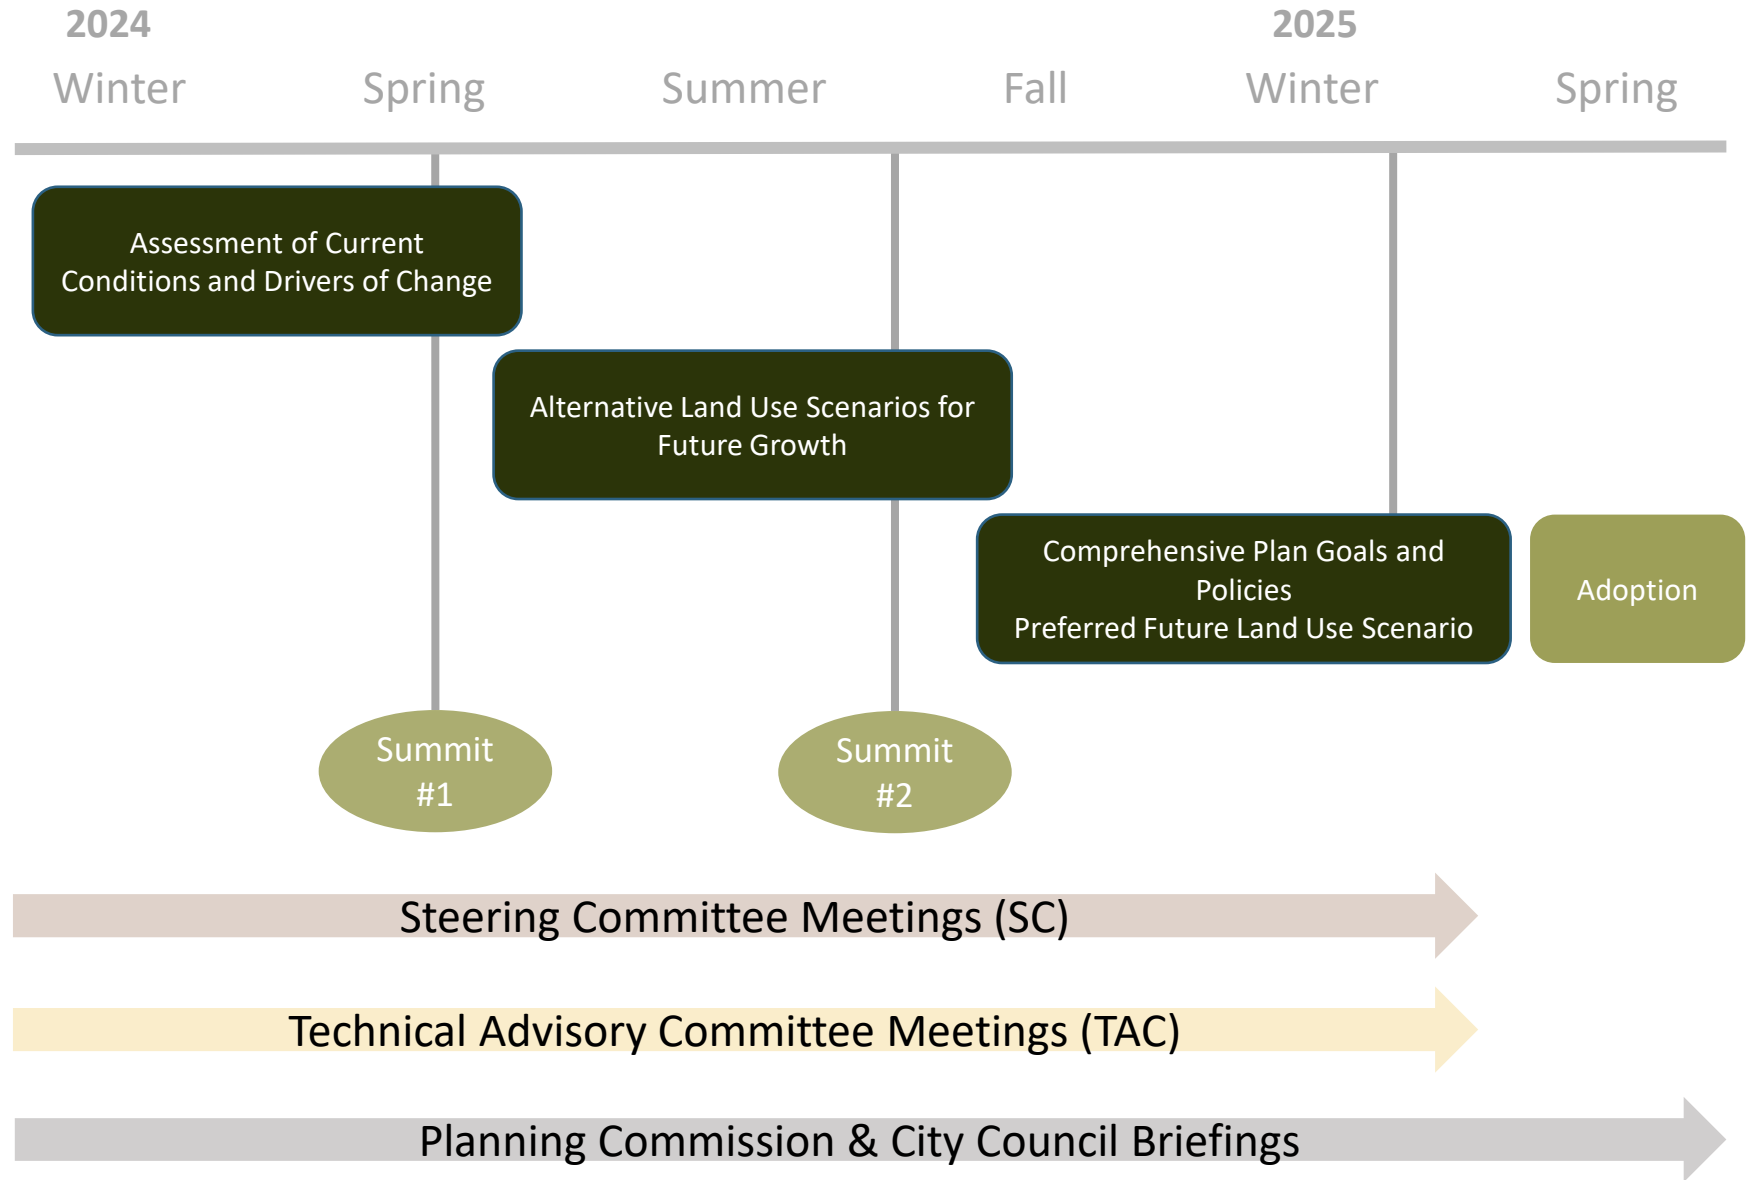 2024
2025
Winter
Spring
Summer
Fall
Winter
Spring
Assessment of Current
Conditions and Drivers of Change
Alternative Land Use Scenarios for
Future Growth
Comprehensive Plan Goals and
Policies
Preferred Future Land Use Scenario
Adoption
Summit
#1
Summit
#2
Steering Committee Meetings (SC)
Technical Advisory Committee Meetings (TAC)
Planning Commission & City Council Briefings